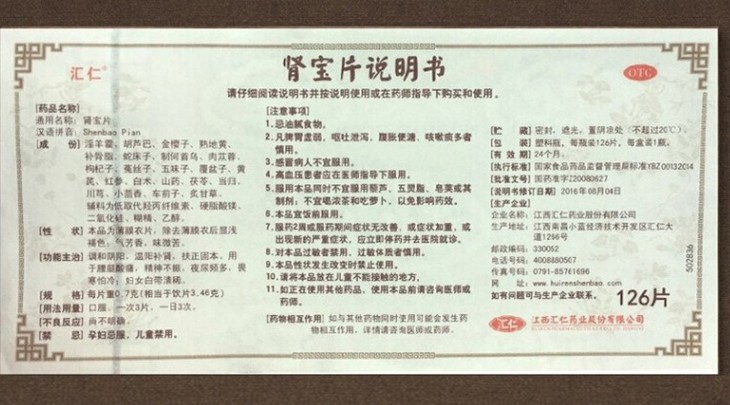 汇仁®
肾宝片说明书
OTC
请仔细阅读说明书并按说明使用或在药师指导下购买和使用。
[药品名称]
通用名称：肾宝片
汉语拼音：Shenbao Pian
[成 份] 淫羊藿、胡芦巴、金樱子、熟地黄、
补骨脂、蛇床子、制何首乌、肉苁蓉、
枸杞子、菟丝子、五味子、覆盆子、黄
芪、红参、白术、山药、茯苓、当归、
川芎、小茴香、车前子、炙甘草。
辅料为低取代羟丙纤维素、硬脂酸镁、
二氧化硅、糊精、乙醇。
[性 状] 本品为薄膜衣片，除去薄膜衣后显浅
褐色；气芳香，味微苦。
[功能主治] 调和阴阳，温阳补肾，扶正固本。用
于腰腿酸痛，精神不振，夜尿频多，畏
寒怕冷；妇女白带清稀。
[规 格] 每片重0.7克(相当于饮片3.46克)
[用法用量] 口服。一次3片，一日3次。
[不良反应] 尚不明确。
[禁 忌] 孕妇忌服，儿童禁用。
[注意事项]
1.忌油腻食物。
2.凡脾胃虚弱，呕吐泄泻，腹胀便溏、咳嗽痰多者
慎用。
3.感冒病人不宜服用。
4.高血压患者应在医师指导下服用。
5.服用本品同时不宜服用藜芦、五灵脂、皂荚或其
制剂；不宜喝浓茶和吃萝卜，以免影响药效。
6.本品宜饭前服用。
7.服药2周或服药期间症状无改善，或症状加重，或
出现新的严重症状，应立即停药并去医院就诊。
8.对本品过敏者禁用，过敏体质者慎用。
9.本品性状发生改变时禁止使用。
10.请将本品放在儿童不能接触的地方。
11.如正在使用其他药品，使用本品前请咨询医师或
药师。
[药物相互作用] 如与其他药物同时使用可能会发生药
物相互作用，详情请咨询医师或药师。
[贮 藏] 密封，遮光，置阴凉处（不超过20℃）。
[包 装] 塑料瓶，每瓶装126片，每盒装1瓶。
[有 效 期] 24个月。
[执行标准] 国家食品药品监督管理局标准YBZ00132014
[批准文号] 国药准字Z20080627
[说明书修订日期] 2016年08月04日
[生产企业]
企业名称：江西汇仁药业股份有限公司
生产地址：江西南昌小蓝经济技术开发区汇仁大
道1266号
邮政编码：330052
电话号码：4008880507
传真号码：0791-85761696
网 址：www.huirenshenbao.com
如有问题可与生产企业联系。
126片
502836
汇仁 江西汇仁药业股份有限公司